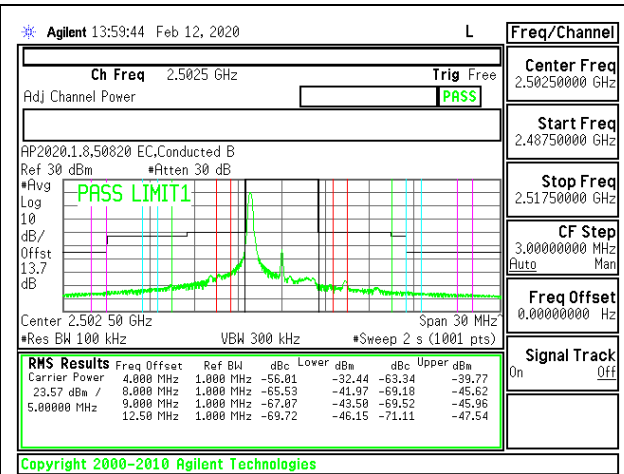 Agilent 13:59:44 Feb 12, 2020 L
Freq/Channel
Ch Freq 2.5025 GHz Trig Free
Adj Channel Power PASS
AP2020.1.8,50820 EC,Conducted B
Ref 30 dBm #Atten 30 dB
#Avg
Log
10
dB/
Offst
13.7
dB
PASS LIMIT1
Center 2.502 50 GHz Span 30 MHz^
#Res BW 100 kHz VBW 300 kHz #Sweep 2 s (1001 pts)
RMS Results Freq Offset Ref BW dBc Lower dBm dBc Upper dBm
Carrier Power 4.000 MHz 1.000 MHz -56.01 -32.44 -63.34 -39.77
23.57 dBm / 8.000 MHz 1.000 MHz -65.53 -41.97 -69.18 -45.62
5.00000 MHz 9.000 MHz 1.000 MHz -67.07 -43.50 -69.52 -45.96
12.50 MHz 1.000 MHz -69.72 -46.15 -71.11 -47.54
Copyright 2000-2010 Agilent Technologies
Center Freq
2.50250000 GHz
Start Freq
2.48750000 GHz
Stop Freq
2.51750000 GHz
CF Step
3.00000000 MHz
Auto Man
Freq Offset
0.00000000 Hz
Signal Track
On Off